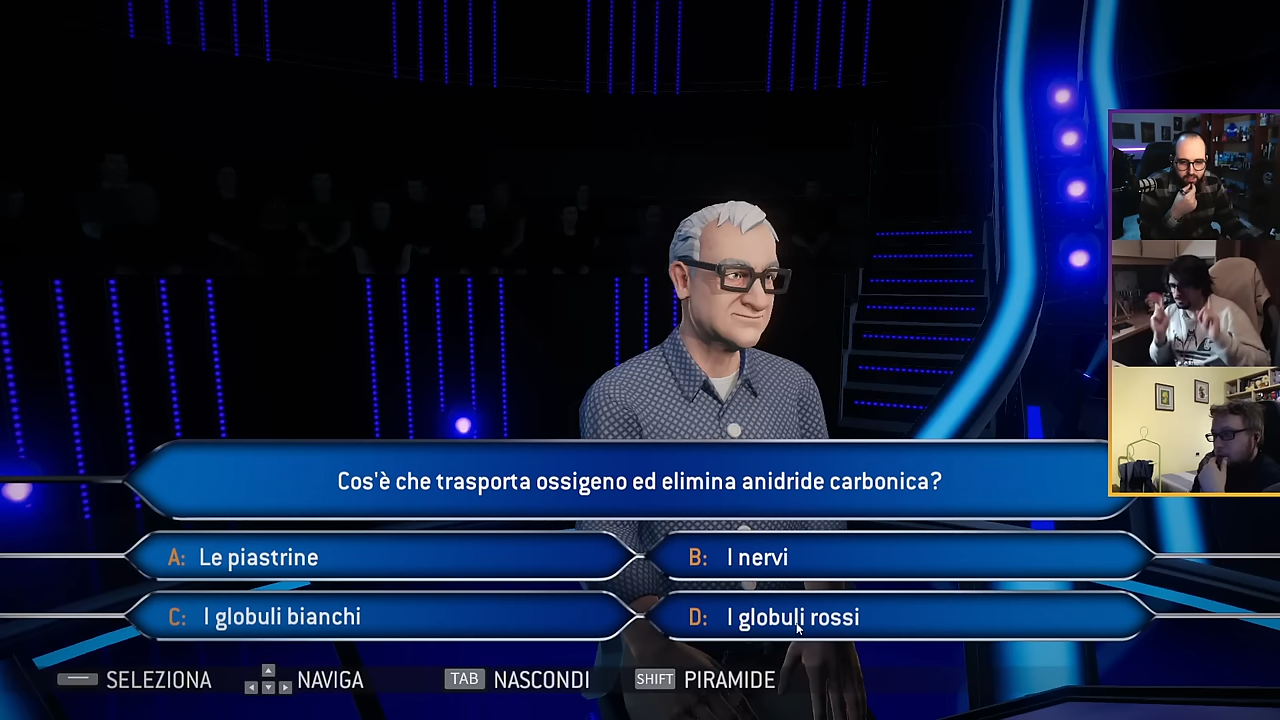 Cos'è che trasporta ossigeno ed elimina anidride carbonica?
A: Le piastrine
B: I nervi
C: I globuli bianchi
D: I globuli rossi
SELEZIONA NAVIGA TAB NASCONDI SHIFT PIRAMIDE